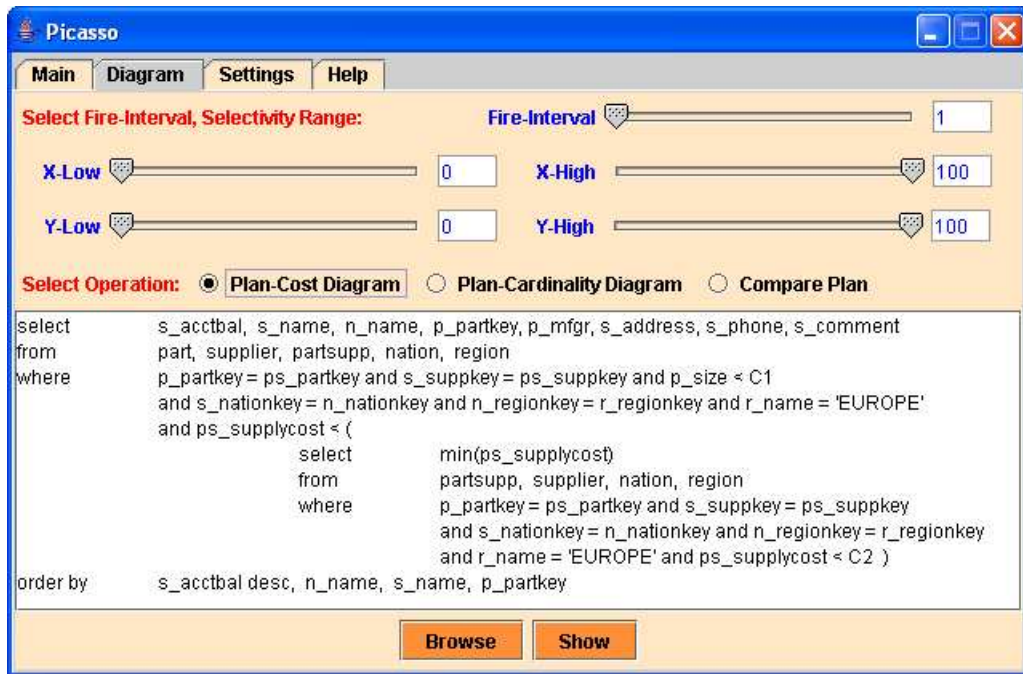 Picasso
Main Diagram Settings Help
Select Fire-Interval, Selectivity Range: Fire-Interval 1
X-Low 0 X-High 100
Y-Low 0 Y-High 100
Select Operation: Plan-Cost Diagram Plan-Cardinality Diagram Compare Plan
select s_acctbal, s_name, n_name, p_partkey, p_mfgr, s_address, s_phone, s_comment
from part, supplier, partsupp, nation, region
where p_partkey = ps_partkey and s_suppkey = ps_suppkey and p_size < C1
and s_nationkey = n_nationkey and n_regionkey = r_regionkey and r_name = 'EUROPE'
and ps_supplycost < (
select min(ps_supplycost)
from partsupp, supplier, nation, region
where p_partkey = ps_partkey and s_suppkey = ps_suppkey
and s_nationkey = n_nationkey and n_regionkey = r_regionkey
and r_name = 'EUROPE' and ps_supplycost < C2 )
order by s_acctbal desc, n_name, s_name, p_partkey
Browse Show